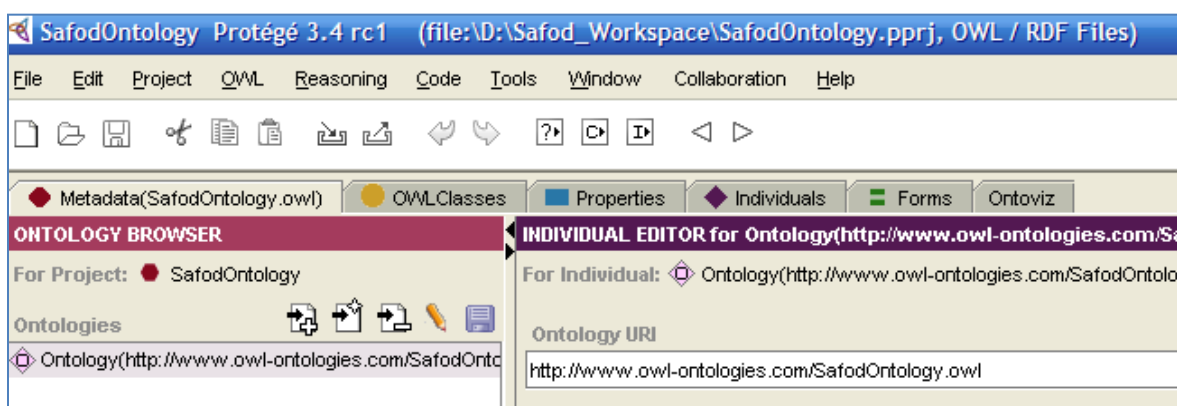 SafodOntology Protégé 3.4 rc1 (file:\D:\Safod_Workspace\SafodOntology.pprj, OWL / RDF Files)
File Edit Project OWL Reasoning Code Tools Window Collaboration Help
Metadata(SafodOntology.owl) OWLClasses Properties Individuals Forms Ontoviz
ONTOLOGY BROWSER
For Project: SafodOntology
Ontologies
Ontology(http://www.owl-ontologies.com/SafodOnto
INDIVIDUAL EDITOR for Ontology(http://www.owl-ontologies.com/Sa
For Individual: Ontology(http://www.owl-ontologies.com/SafodOntolo
Ontology URI
http://www.owl-ontologies.com/SafodOntology.owl